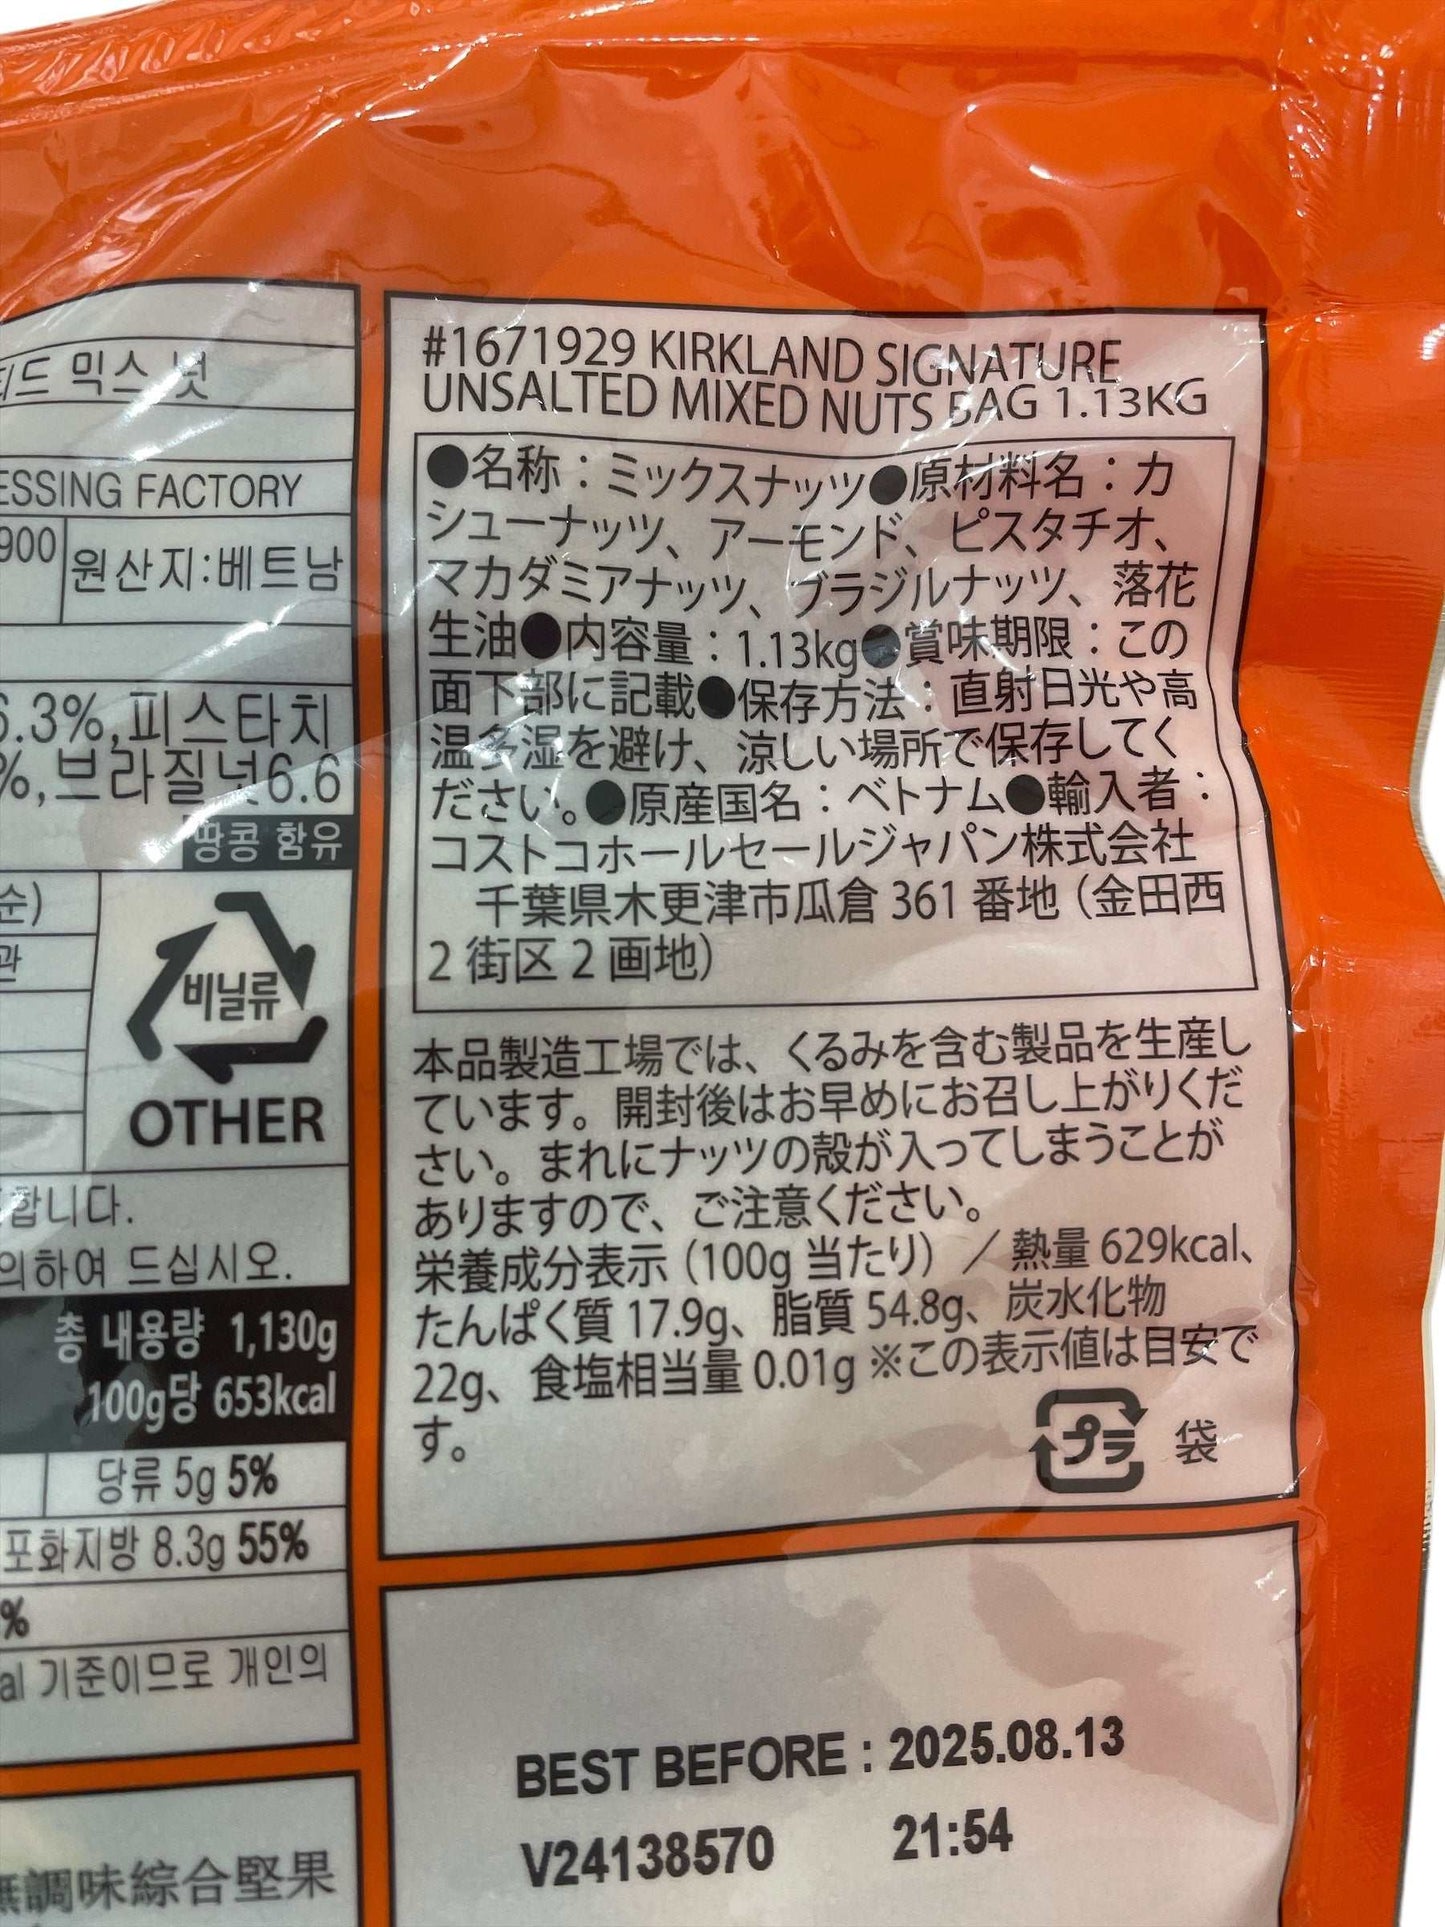 믹스 넛
ESSING FACTORY
900 원산지:베트남
6.3%,피스타치
%,브라질넛6.6
땅콩 함유
순)
관
비닐류
OTHER
합니다.
의하여 드십시오.
총 내용량 1,130g
100g당 653kcal
당류 5g 5%
포화지방 8.3g 55%
%
al 기준이므로 개인의
無調味綜合堅果
#1671929 KIRKLAND SIGNATURE
UNSALTED MIXED NUTS BAG 1.13KG
●名称：ミックスナッツ●原材料名：カ
シューナッツ、アーモンド、ピスタチオ、
マカダミアナッツ、ブラジルナッツ、落花
生油●内容量：1.13kg●賞味期限：この
面下部に記載●保存方法：直射日光や高
温多湿を避け、涼しい場所で保存してく
ださい。●原産国名：ベトナム●輸入者：
コストコホールセールジャパン株式会社
千葉県木更津市瓜倉 361 番地（金田西
2 街区 2 画地）
本品製造工場では、くるみを含む製品を生産し
ています。開封後はお早めにお召し上がりくだ
さい。まれにナッツの殻が入ってしまうことが
ありますので、ご注意ください。
栄養成分表示（100g 当たり）／熱量 629kcal、
たんぱく質 17.9g、脂質 54.8g、炭水化物
22g、食塩相当量 0.01g ※この表示値は目安で
す。
プラ 袋
BEST BEFORE : 2025.08.13
V24138570 21:54